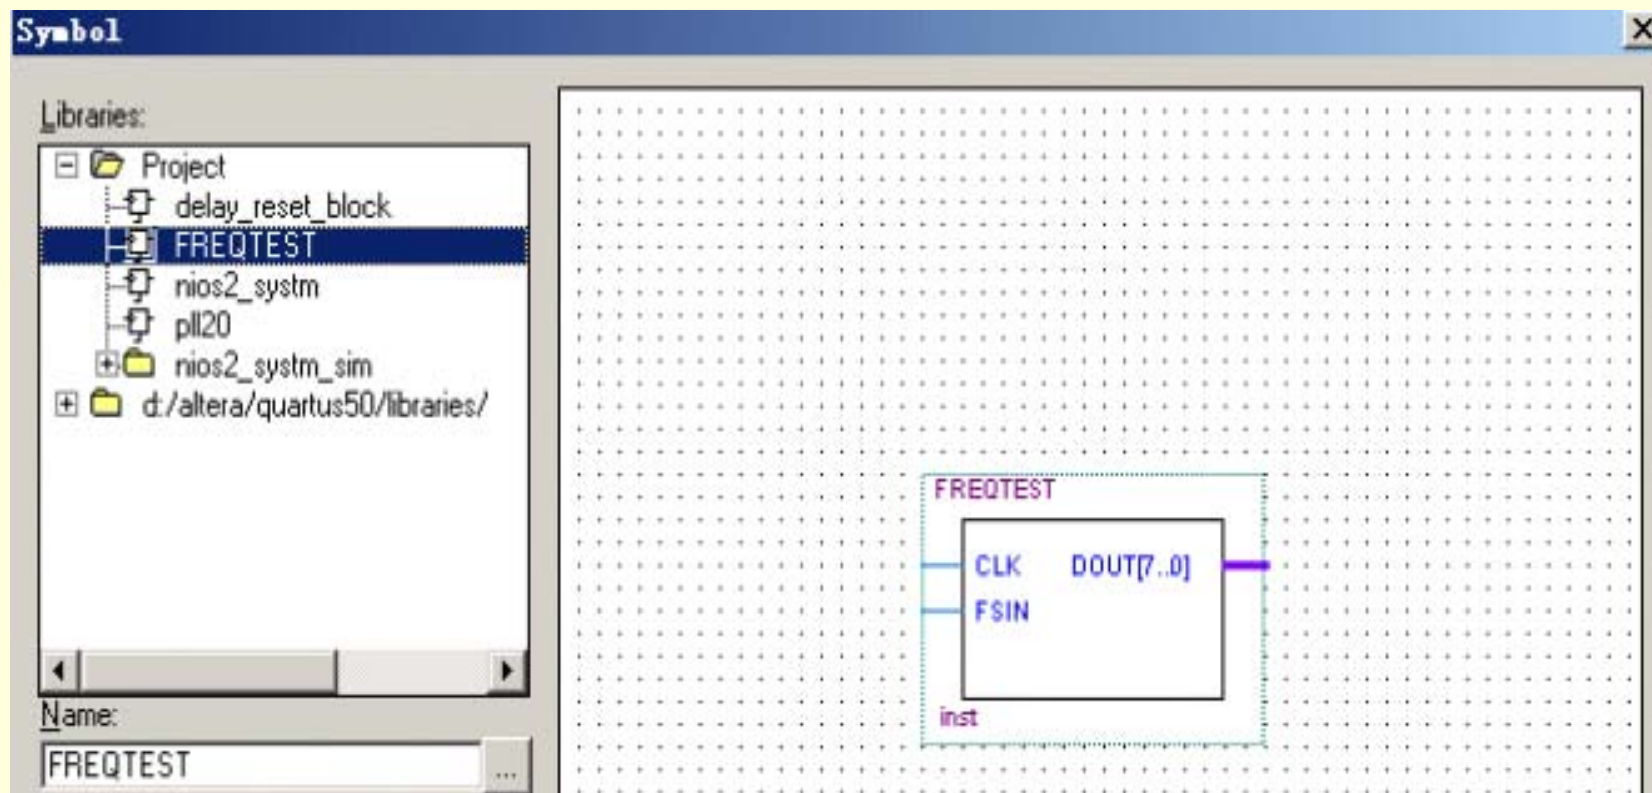 Symbol
Libraries:
Project
delay_reset_block
FREQTEST
nios2_systm
pll20
nios2_systm_sim
d:/altera/quartus50/libraries/
Name:
FREQTEST
...
FREQTEST
CLK DOUT[7..0]
FSIN
inst